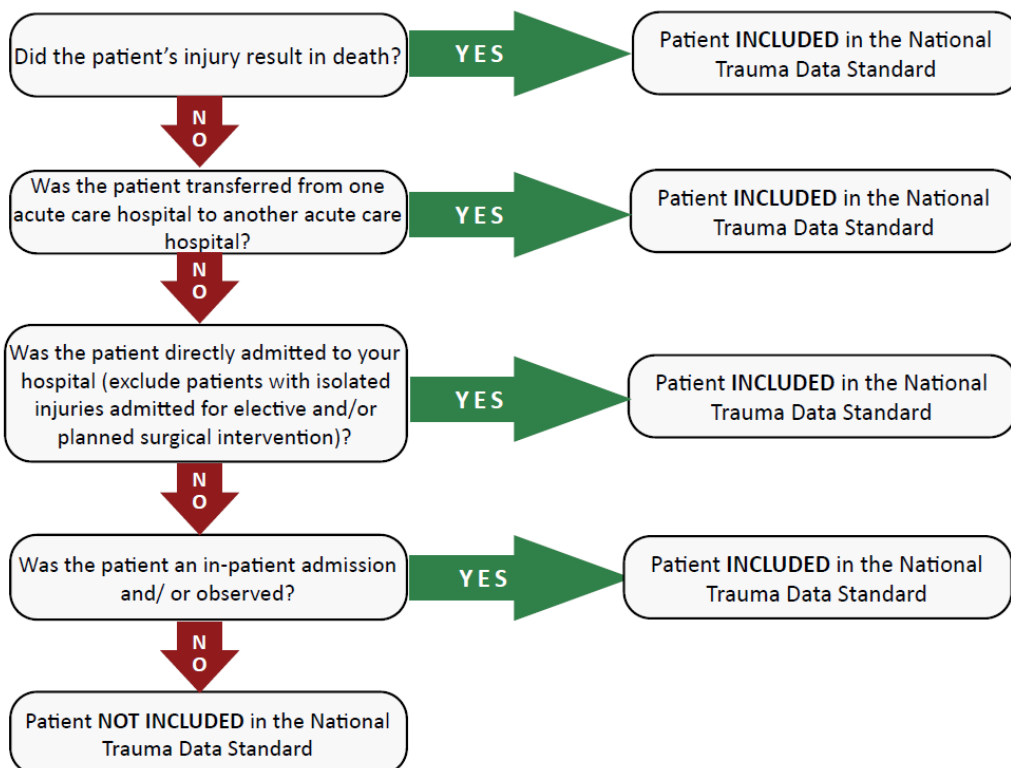 Did the patient's injury result in death?
YES
Patient INCLUDED in the National
Trauma Data Standard
N
O
Was the patient transferred from one
acute care hospital to another acute care
hospital?
YES
Patient INCLUDED in the National
Trauma Data Standard
N
O
Was the patient directly admitted to your
hospital (exclude patients with isolated
injuries admitted for elective and/or
planned surgical intervention)?
YES
Patient INCLUDED in the National
Trauma Data Standard
N
O
Was the patient an in-patient admission
and/ or observed?
YES
Patient INCLUDED in the National
Trauma Data Standard
N
O
Patient NOT INCLUDED in the National
Trauma Data Standard